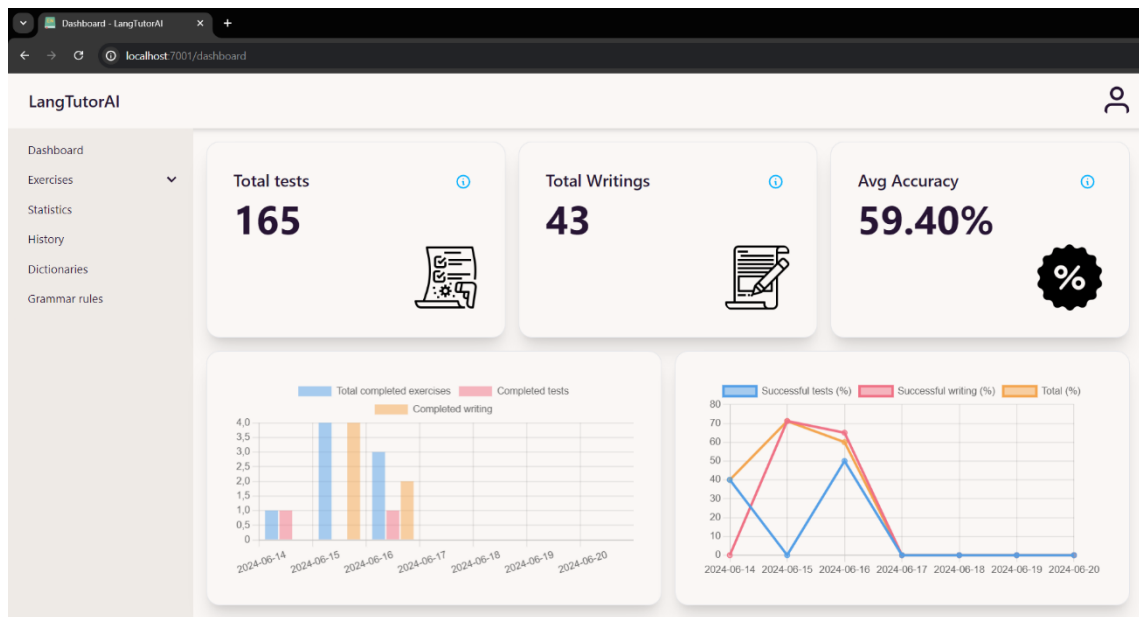 Dashboard - LangTutorAI
localhost:7001/dashboard
LangTutorAI
Dashboard
Exercises
Statistics
History
Dictionaries
Grammar rules
Total tests
165
Total Writings
43
Avg Accuracy
59.40%
%
Total completed exercises Completed tests
Completed writing
4,0
3,5
3,0
2,5
2,0
1,5
1,0
0,5
0
2024-06-14 2024-06-15 2024-06-16 2024-06-17 2024-06-18 2024-06-19 2024-06-20
Successful tests (%) Successful writing (%) Total (%)
80
70
60
50
40
30
20
10
0
2024-06-14 2024-06-15 2024-06-16 2024-06-17 2024-06-18 2024-06-19 2024-06-20